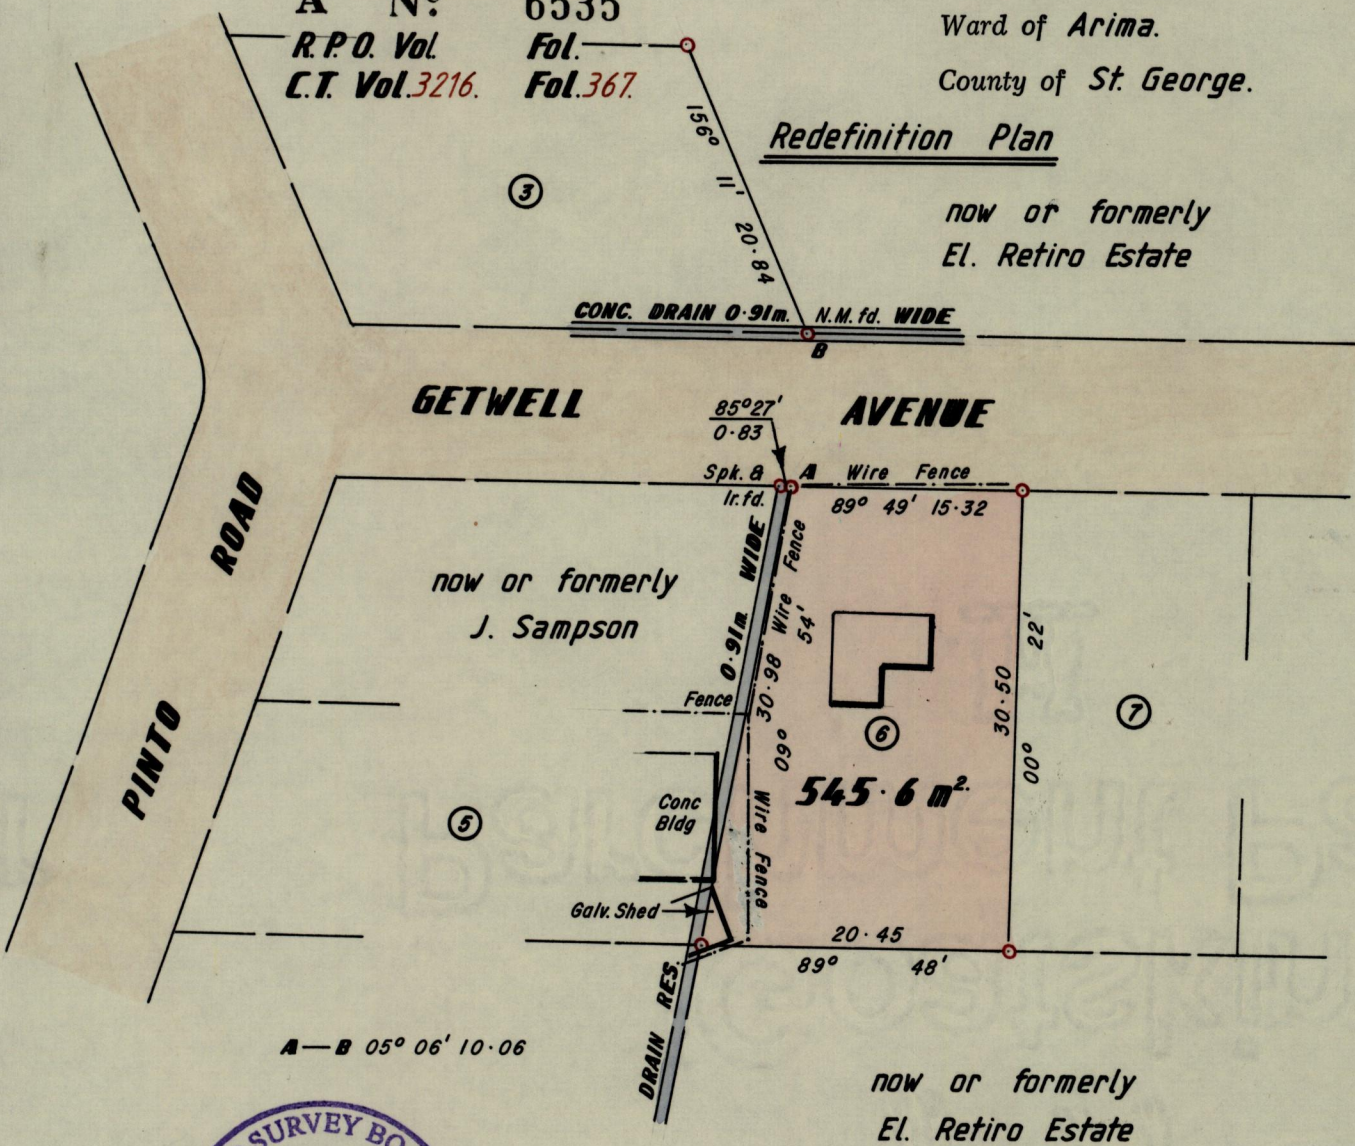 A Nº 6535
R.P.O. Vol. Fol.
C.T. Vol. 3216. Fol. 367.
Ward of Arima.
County of St. George.
Redefinition Plan
now or formerly
El. Retiro Estate
156° 11' 20·84
3
CONC. DRAIN 0·91m. N.M. fd. WIDE
B
GETWELL AVENUE
85° 27'
0·83
Spk. &
Ir. fd.
A Wire Fence
89° 49' 15·32
PINTO ROAD
now or formerly
J. Sampson
0·91m. WIDE
Wire Fence
09° 54'
30·98
Fence
00° 22'
30·50
7
6
545·6 m².
5
Conc
Bldg
Wire Fence
Galv. Shed
20·45
89° 48'
DRAIN RES.
A—B 05° 06' 10·06
now or formerly
El. Retiro Estate
SURVEY BO